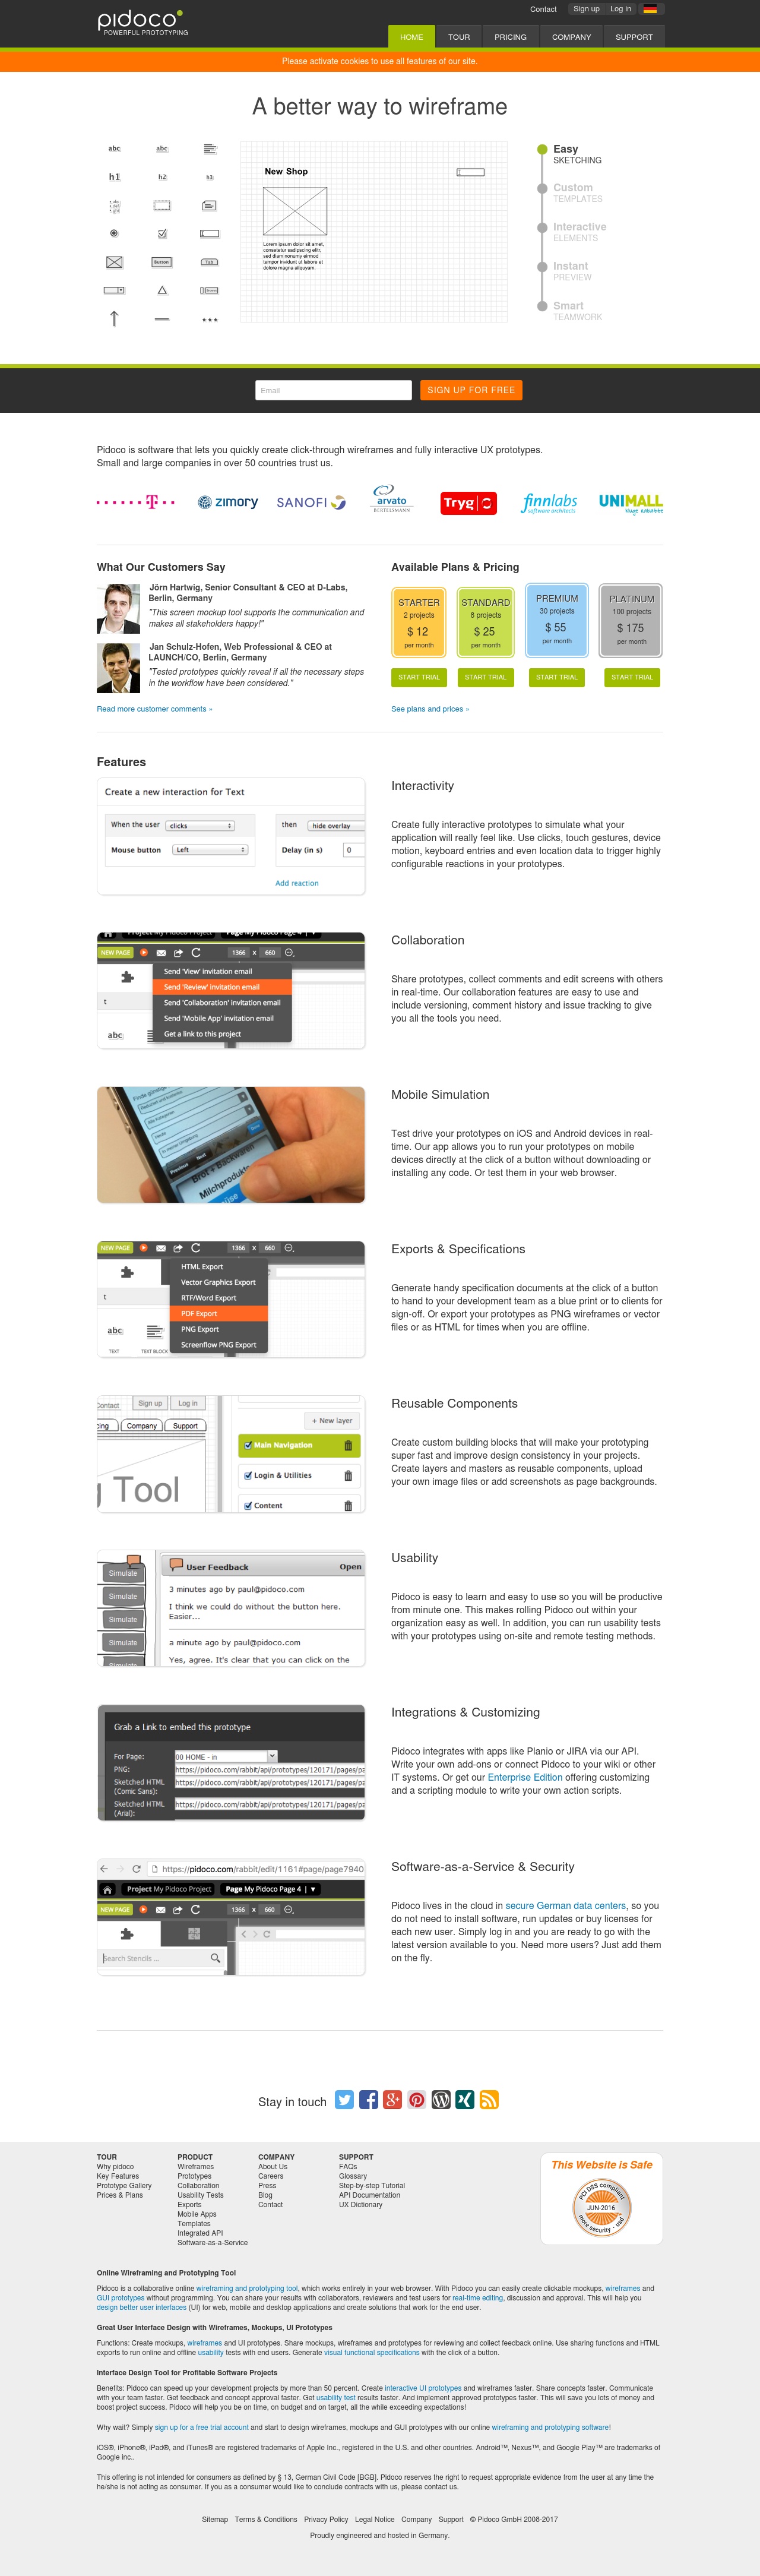 pidoco
POWERFUL PROTOTYPING
Contact
Sign up
Log in
HOME
TOUR
PRICING
COMPANY
SUPPORT
Please activate cookies to use all features of our site.
A better way to wireframe
abc
abc
h1
h2
h3
Button
Tab
New Shop
Lorem ipsum dolor sit amet,
consetetur sadipscing elitr,
sed diam nonumy eirmod
tempor invidunt ut labore et
dolore magna aliquyam.
Easy
SKETCHING
Custom
TEMPLATES
Interactive
ELEMENTS
Instant
PREVIEW
Smart
TEAMWORK
Email
SIGN UP FOR FREE
Pidoco is software that lets you quickly create click-through wireframes and fully interactive UX prototypes.
Small and large companies in over 50 countries trust us.
T
zimory
SANOFI
arvato
BERTELSMANN
Tryg
finnlabs
software architects
UNIMALL
What Our Customers Say
Jörn Hartwig, Senior Consultant & CEO at D-Labs,
Berlin, Germany
"This screen mockup tool supports the communication and
makes all stakeholders happy!"
Jan Schulz-Hofen, Web Professional & CEO at
LAUNCH/CO, Berlin, Germany
"Tested prototypes quickly reveal if all the necessary steps
in the workflow have been considered."
Read more customer comments »
Available Plans & Pricing
STARTER
2 projects
$ 12
per month
STANDARD
8 projects
$ 25
per month
PREMIUM
30 projects
$ 55
per month
PLATINUM
100 projects
$ 175
per month
START TRIAL
START TRIAL
START TRIAL
START TRIAL
See plans and prices »
Features
Create a new interaction for Text
When the user
clicks
then
hide overlay
Mouse button
Left
Delay (in s)
0
Add reaction
Interactivity
Create fully interactive prototypes to simulate what your
application will really feel like. Use clicks, touch gestures, device
motion, keyboard entries and even location data to trigger highly
configurable reactions in your prototypes.
Project My Pidoco Project
Page My Pidoco Page 4
NEW PAGE
1366 x 660
Send 'View' invitation email
Send 'Review' invitation email
Send 'Collaboration' invitation email
Send 'Mobile App' invitation email
Get a link to this project
t
abc
Collaboration
Share prototypes, collect comments and edit screens with others
in real-time. Our collaboration features are easy to use and
include versioning, comment history and issue tracking to give
you all the tools you need.
Previous
Next
Brot + Backwaren
Milchprodukte
Mobile Simulation
Test drive your prototypes on iOS and Android devices in real-
time. Our app allows you to run your prototypes on mobile
devices directly at the click of a button without downloading or
installing any code. Or test them in your web browser.
NEW PAGE
1366 x 660
HTML Export
Vector Graphics Export
RTF/Word Export
PDF Export
PNG Export
Screenflow PNG Export
t
abc
TEXT
TEXT BLOCK
Exports & Specifications
Generate handy specification documents at the click of a button
to hand to your development team as a blue print or to clients for
sign-off. Or export your prototypes as PNG wireframes or vector
files or as HTML for times when you are offline.
Contact
Sign up
Log in
cing
Company
Support
g Tool
+ New layer
Main Navigation
Login & Utilities
Content
Reusable Components
Create custom building blocks that will make your prototyping
super fast and improve design consistency in your projects.
Create layers and masters as reusable components, upload
your own image files or add screenshots as page backgrounds.
Simulate
Simulate
Simulate
Simulate
Simulate
User Feedback
Open
3 minutes ago by paul@pidoco.com
I think we could do without the button here.
Easier...
a minute ago by paul@pidoco.com
Yes, agree. It's clear that you can click on the
Usability
Pidoco is easy to learn and easy to use so you will be productive
from minute one. This makes rolling Pidoco out within your
organization easy as well. In addition, you can run usability tests
with your prototypes using on-site and remote testing methods.
Grab a Link to embed this prototype
For Page:
00 HOME - in
PNG:
https://pidoco.com/rabbit/api/prototypes/120171/pages/pa
Sketched HTML
(Comic Sans):
https://pidoco.com/rabbit/api/prototypes/120171/pages/pa
Sketched HTML
(Arial):
https://pidoco.com/rabbit/api/prototypes/120171/pages/pa
Integrations & Customizing
Pidoco integrates with apps like Planio or JIRA via our API.
Write your own add-ons or connect Pidoco to your wiki or other
IT systems. Or get our Enterprise Edition offering customizing
and a scripting module to write your own action scripts.
https://pidoco.com/rabbit/edit/1161#page/page7940
Project My Pidoco Project
Page My Pidoco Page 4
NEW PAGE
1366 x 660
Search Stencils ...
Software-as-a-Service & Security
Pidoco lives in the cloud in secure German data centers, so you
do not need to install software, run updates or buy licenses for
each new user. Simply log in and you are ready to go with the
latest version available to you. Need more users? Just add them
on the fly.
Stay in touch
TOUR
Why pidoco
Key Features
Prototype Gallery
Prices & Plans
PRODUCT
Wireframes
Prototypes
Collaboration
Usability Tests
Exports
Mobile Apps
Templates
Integrated API
Software-as-a-Service
COMPANY
About Us
Careers
Press
Blog
Contact
SUPPORT
FAQs
Glossary
Step-by-step Tutorial
API Documentation
UX Dictionary
This Website is Safe
PCI DSS compliant
JUN-2016
more security - usd
Online Wireframing and Prototyping Tool
Pidoco is a collaborative online wireframing and prototyping tool, which works entirely in your web browser. With Pidoco you can easily create clickable mockups, wireframes and
GUI prototypes without programming. You can share your results with collaborators, reviewers and test users for real-time editing, discussion and approval. This will help you
design better user interfaces (UI) for web, mobile and desktop applications and create solutions that work for the end user.
Great User Interface Design with Wireframes, Mockups, UI Prototypes
Functions: Create mockups, wireframes and UI prototypes. Share mockups, wireframes and prototypes for reviewing and collect feedback online. Use sharing functions and HTML
exports to run online and offline usability tests with end users. Generate visual functional specifications with the click of a button.
Interface Design Tool for Profitable Software Projects
Benefits: Pidoco can speed up your development projects by more than 50 percent. Create interactive UI prototypes and wireframes faster. Share concepts faster. Communicate
with your team faster. Get feedback and concept approval faster. Get usability test results faster. And implement approved prototypes faster. This will save you lots of money and
boost project success. Pidoco will help you be on time, on budget and on target, all the while exceeding expectations!
Why wait? Simply sign up for a free trial account and start to design wireframes, mockups and GUI prototypes with our online wireframing and prototyping software!
iOS®, iPhone®, iPad®, and iTunes® are registered trademarks of Apple Inc., registered in the U.S. and other countries. Android™, Nexus™, and Google Play™ are trademarks of
Google Inc..
This offering is not intended for consumers as defined by § 13, German Civil Code [BGB]. Pidoco reserves the right to request appropriate evidence from the user at any time the
he/she is not acting as consumer. If you as a consumer would like to conclude contracts with us, please contact us.
Sitemap
Terms & Conditions
Privacy Policy
Legal Notice
Company
Support
© Pidoco GmbH 2008-2017
Proudly engineered and hosted in Germany.